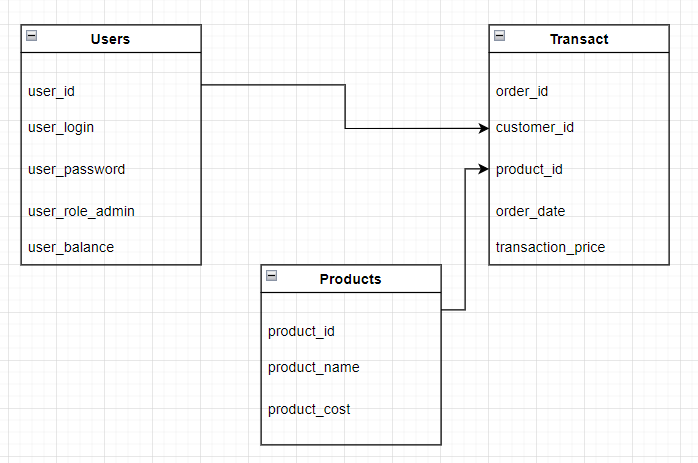 Users
user_id
user_login
user_password
user_role_admin
user_balance
Transact
order_id
customer_id
product_id
order_date
transaction_price
Products
product_id
product_name
product_cost